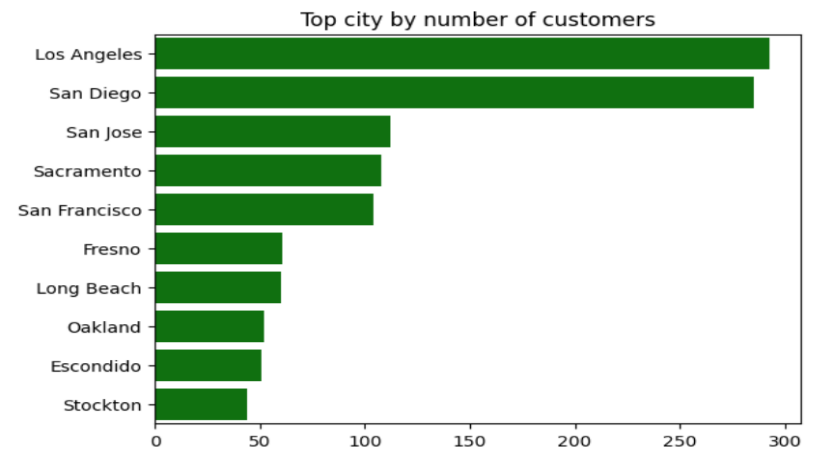 Top city by number of customers
Los Angeles
San Diego
San Jose
Sacramento
San Francisco
Fresno
Long Beach
Oakland
Escondido
Stockton
0 50 100 150 200 250 300